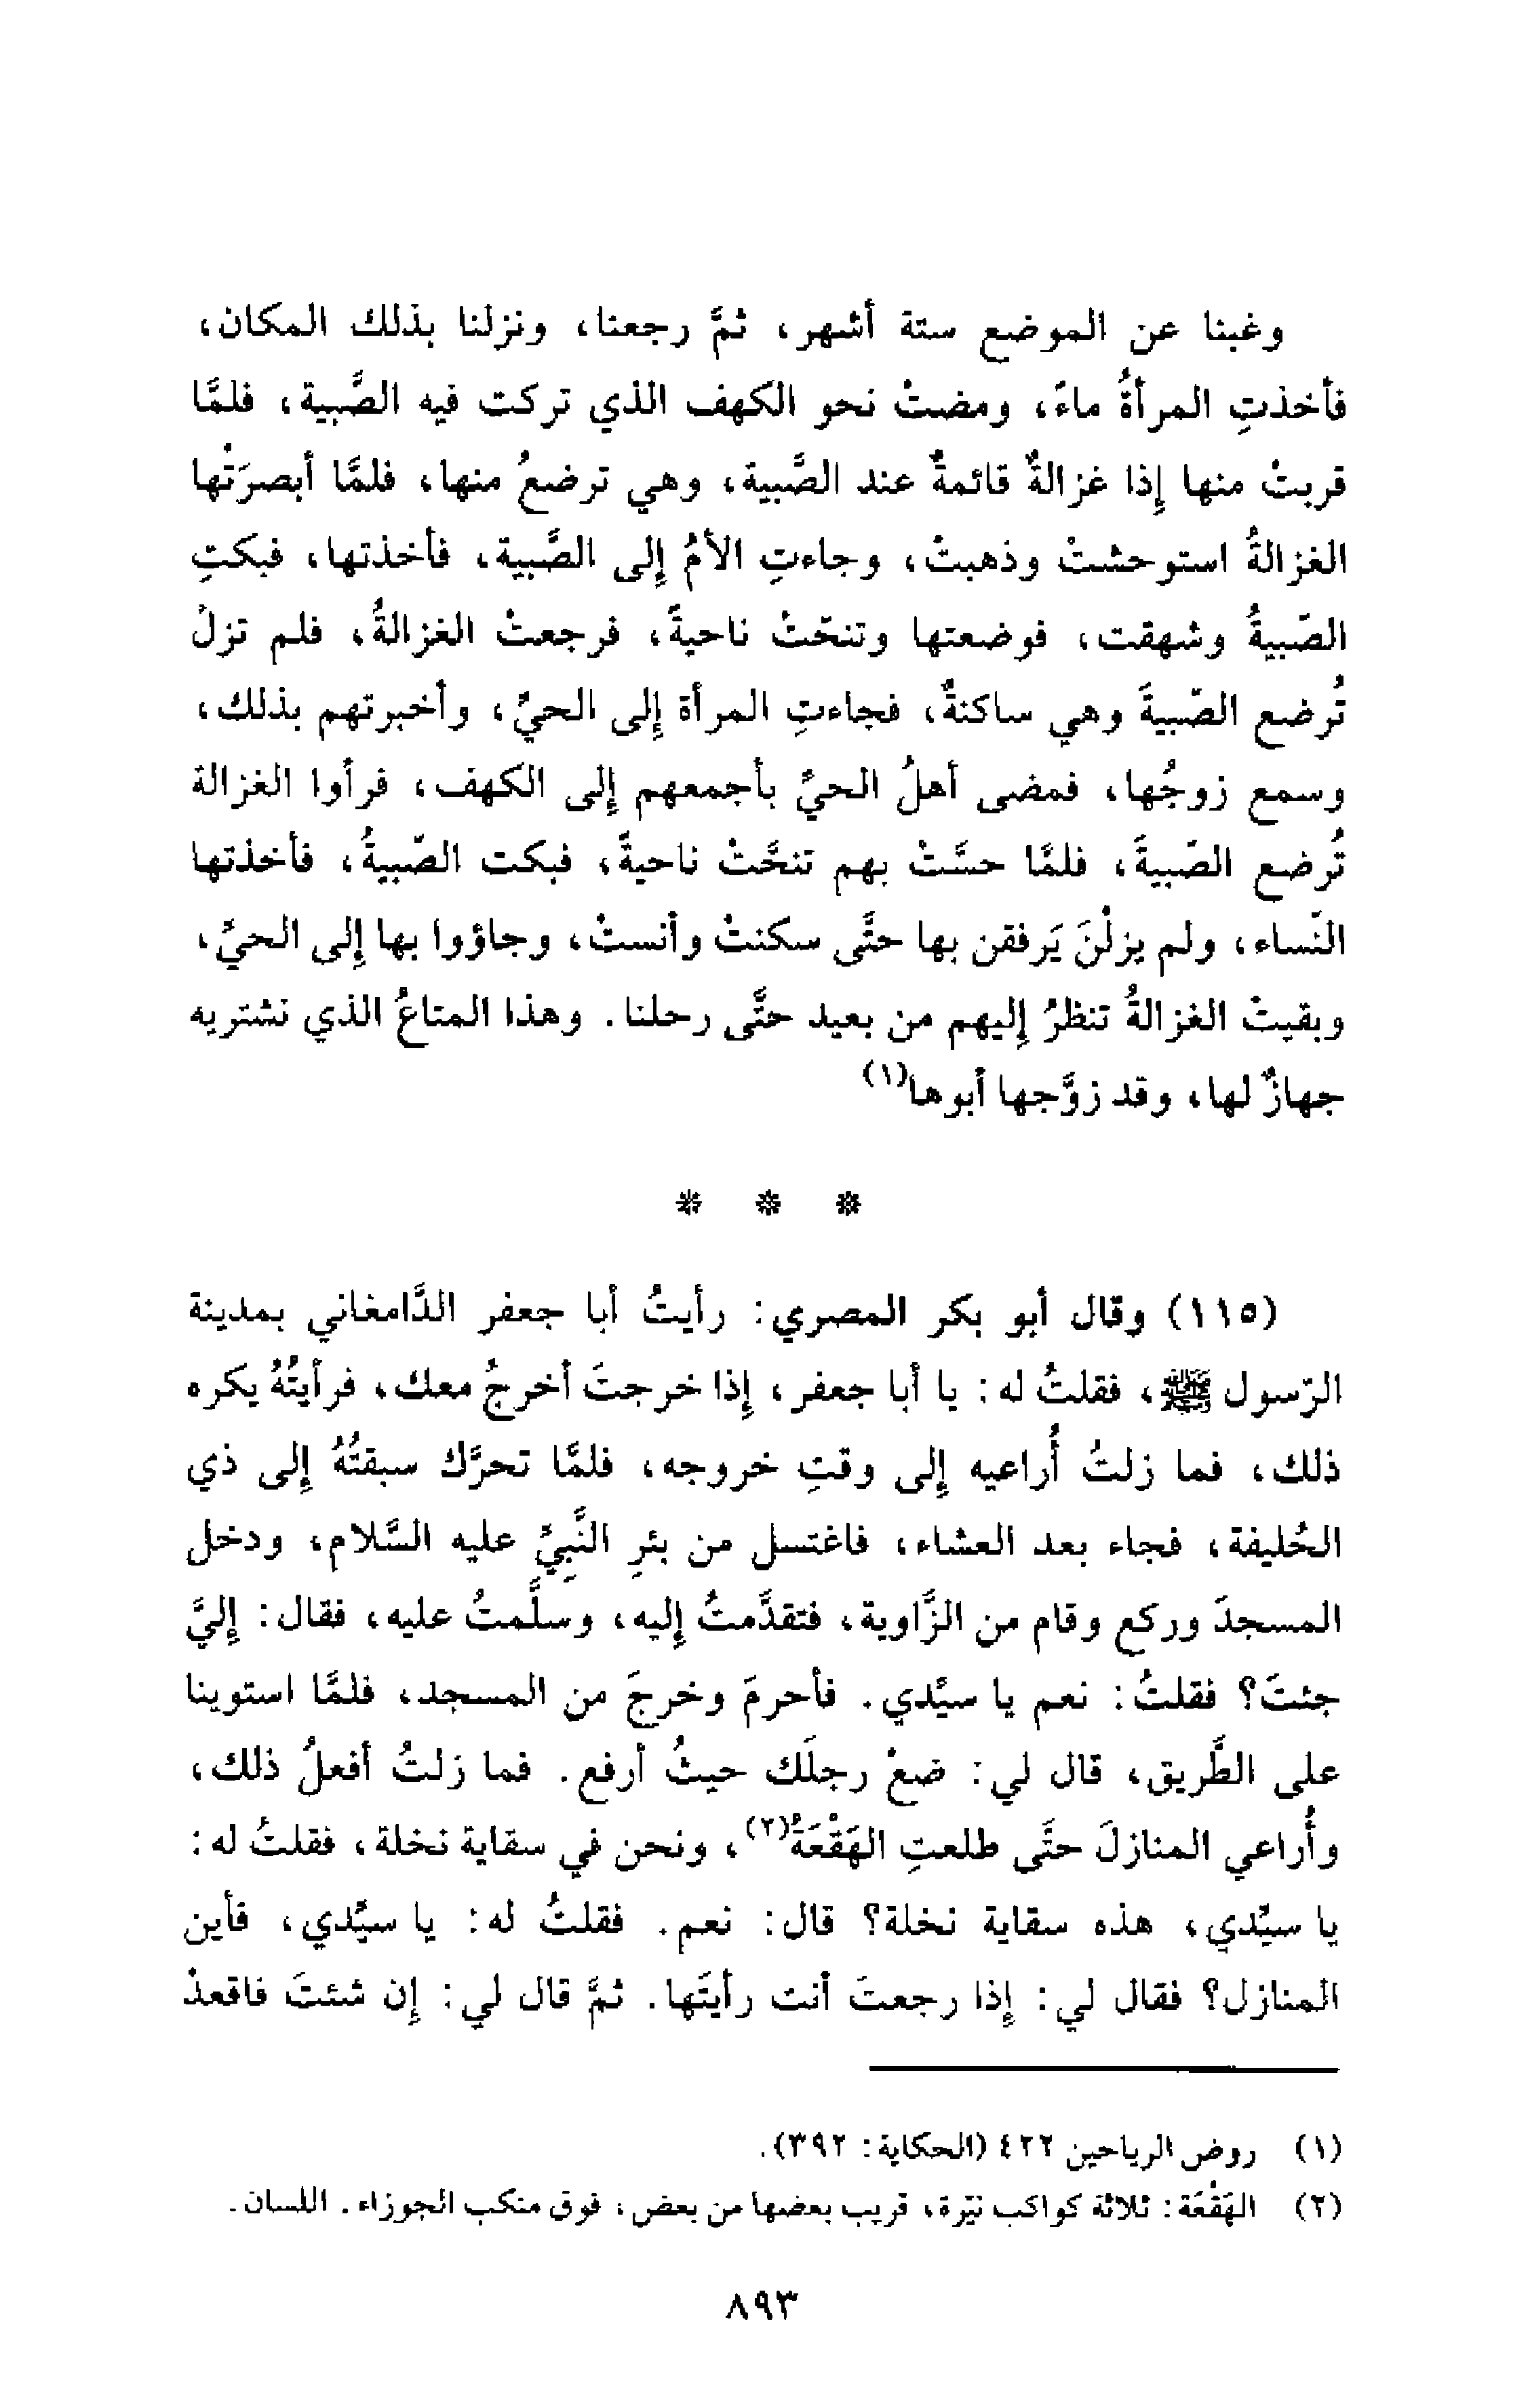 وغبنا عن الموضع ستة أشهر، ثمَّ رجعنا، ونزلنا بذلك المكان،
فأخذتِ المرأةُ ماءً، ومضتْ نحو الكهف الذي تركت فيه الصَّبية، فلمَّا
قربتْ منها إذا غزالةٌ قائمةٌ عند الصَّبية، وهي ترضعُ منها، فلمَّا أبصرَتْها
الغزالةُ استوحشتْ وذهبتْ، وجاءتِ الأمُ إلى الصَّبية، فأخذتها، فبكتِ
الصّبيةُ وشهقت، فوضعتها وتنحّتْ ناحيةً، فرجعتْ الغزالةُ، فلم تزلْ
تُرضع الصّبيةَ وهي ساكنةٌ، فجاءتِ المرأة إلى الحيِّ، وأخبرتهم بذلك،
وسمع زوجُها، فمضى أهلُ الحيِّ بأجمعهم إلى الكهف، فرأوا الغزالة
تُرضع الصّبيةَ، فلمَّا حسَّتْ بهم تنحَّتْ ناحيةً، فبكت الصّبيةُ، فأخذتها
النّساء، ولم يزلْنَ يَرفقن بها حتَّى سكنتْ وأنستْ، وجاؤوا بها إلى الحيِّ،
وبقيتْ الغزالةُ تنظرُ إليهم من بعيد حتَّى رحلنا. وهذا المتاعُ الذي نشتريه
جهازٌ لها، وقد زوَّجها أبوها(١)
* * *
(١١٥) وقال أبو بكر المصري: رأيتُ أبا جعفر الدَّامغاني بمدينة
الرّسول ﷺ، فقلتُ له: يا أبا جعفر، إذا خرجتَ أخرجُ معك، فرأيتُهُ يكره
ذلك، فما زلتُ أُراعيه إلى وقتِ خروجه، فلمَّا تحرَّك سبقتُهُ إلى ذي
الحُليفة، فجاء بعد العشاء، فاغتسل من بئرِ النَّبيِّ عليه السَّلام، ودخل
المسجدَ وركع وقام من الزَّاوية، فتقدَّمتُ إليه، وسلَّمتُ عليه، فقال: إليَّ
جئتَ؟ فقلتُ: نعم يا سيِّدي. فأحرمَ وخرجَ من المسجد، فلمَّا استوينا
على الطَّريق، قال لي: ضعْ رجلَك حيثُ أرفع. فما زلتُ أفعلُ ذلك،
وأُراعي المنازلَ حتَّى طلعتِ الهَقْعَةُ(٢)، ونحن في سقاية نخلة، فقلتُ له:
يا سيِّدي، هذه سقاية نخلة؟ قال: نعم. فقلتُ له: يا سيِّدي، فأين
المنازل؟ فقال لي: إذا رجعتَ أنت رأيتَها. ثمَّ قال لي: إن شئتَ فاقعدْ
(١) روض الرياحين ٤٢٢ (الحكاية: ٣٩٢).
(٢) الهَقْعَة: ثلاثة كواكب نيّرة، قريب بعضها من بعض، فوق منكب الجوزاء. اللسان.
٨٩٣